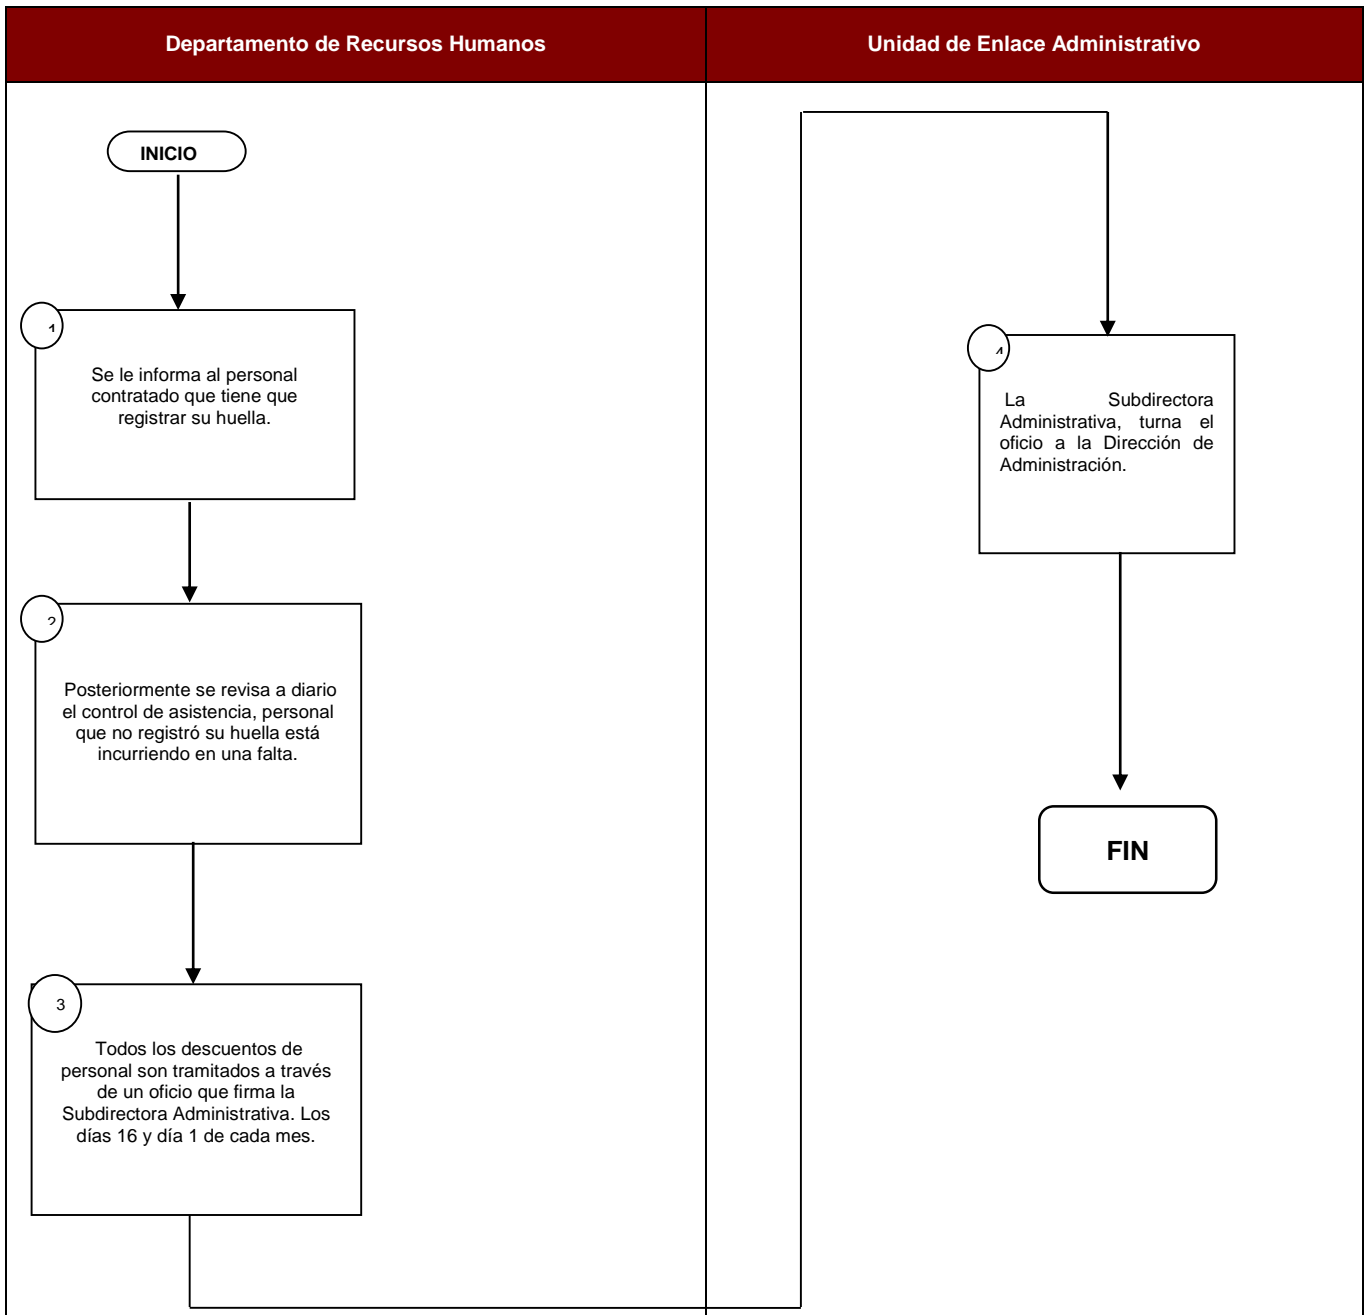 Departamento de Recursos Humanos
Unidad de Enlace Administrativo
INICIO
1
Se le informa al personal
contratado que tiene que
registrar su huella.
2
Posteriormente se revisa a diario
el control de asistencia, personal
que no registró su huella está
incurriendo en una falta.
3
Todos los descuentos de
personal son tramitados a través
de un oficio que firma la
Subdirectora Administrativa. Los
días 16 y día 1 de cada mes.
4
La Subdirectora
Administrativa, turna el
oficio a la Dirección de
Administración.
FIN